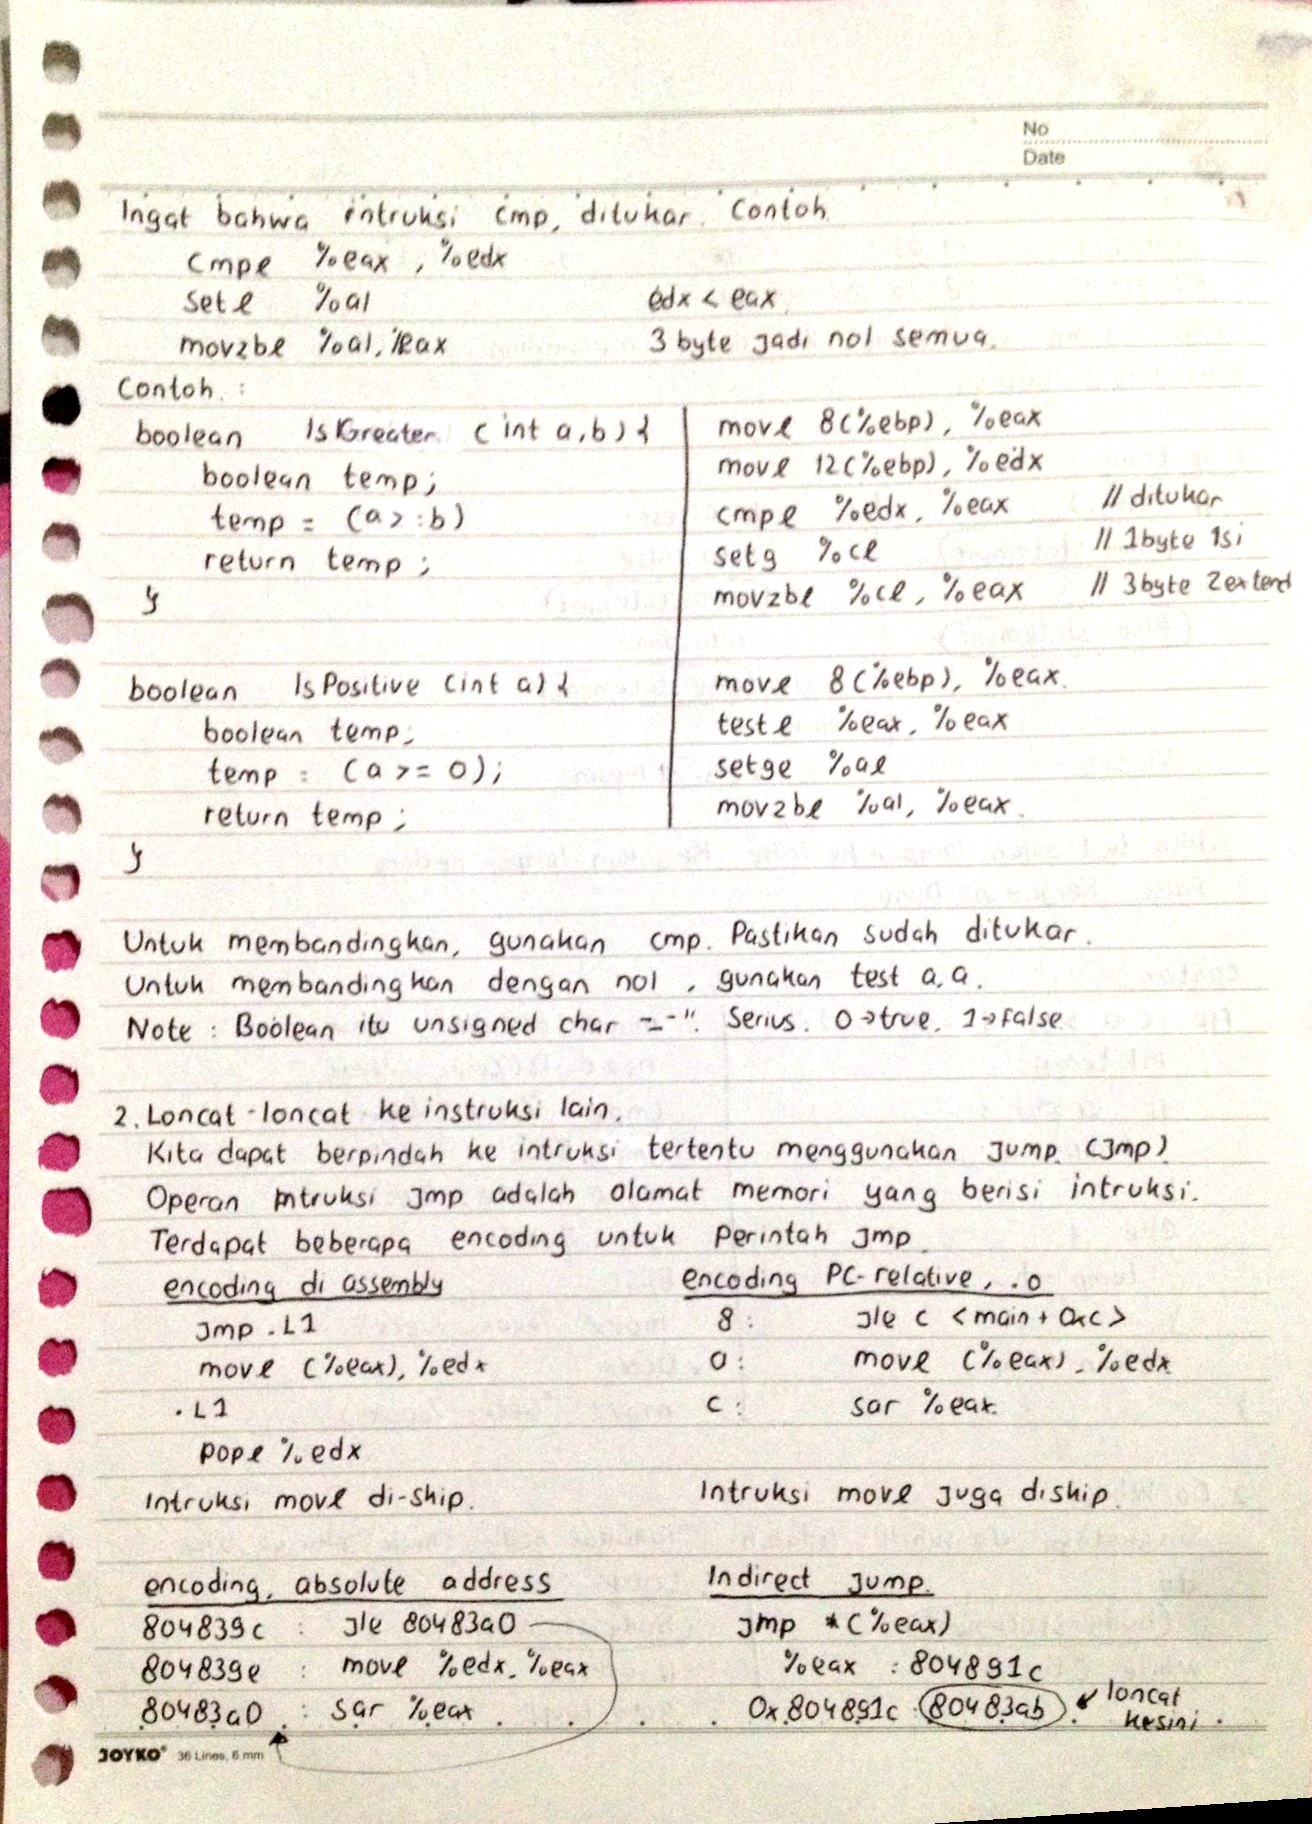 No
Date
Ingat bahwa intruksi cmp, ditukar. Contoh
cmpl %eax , %edx
setl %al edx < eax
movzbl %al, %eax 3 byte jadi nol semua.
Contoh :
boolean IsGreater (int a,b) {
boolean temp;
temp = (a > b)
return temp ;
}
movl 8(%ebp), %eax
movl 12(%ebp), %edx
cmpl %edx, %eax // ditukar
setg %cl // 1byte isi
movzbl %cl, %eax // 3byte zextend
boolean IsPositive (int a) {
boolean temp;
temp = (a >= 0);
return temp ;
}
movl 8(%ebp), %eax.
testl %eax, %eax
setge %al
movzbl %al, %eax.
Untuk membandingkan, gunakan cmp. Pastikan sudah ditukar.
Untuk membandingkan dengan nol , gunakan test a,a.
Note : Boolean itu unsigned char -_-". Serius. 0→true. 1→false
2. Loncat-loncat ke instruksi lain.
Kita dapat berpindah ke intruksi tertentu menggunakan jump (jmp)
Operan intruksi jmp adalah alamat memori yang berisi intruksi.
Terdapat beberapa encoding untuk perintah jmp.
encoding di assembly
jmp .L1
movl (%eax), %edx
.L1
popl %edx
Intruksi movl di-skip.
encoding PC-relative, .o
8: jle c <main + 0xc>
0: movl (%eax), %edx
c: sar %eax.
Intruksi movl juga diskip.
encoding, absolute address
804839c : jle 80483a0
804839e : movl %edx, %eax
80483a0 : sar %eax
Indirect jump.
jmp *(%eax)
%eax : 804891c
0x804891c : 80483ab loncat kesini.
JOYKO® 36 Lines, 6 mm